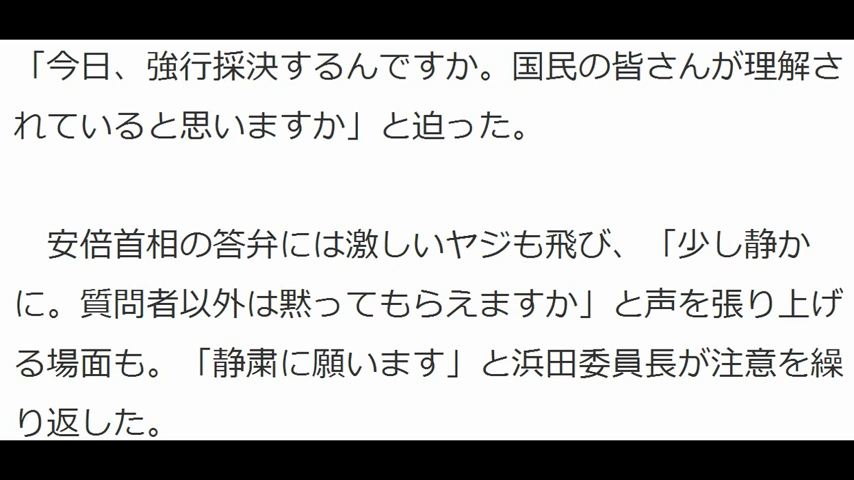 「今日、強行採決するんですか。国民の皆さんが理解さ
れていると思いますか」と迫った。
安倍首相の答弁には激しいヤジも飛び、「少し静か
に。質問者以外は黙ってもらえますか」と声を張り上げ
る場面も。「静粛に願います」と浜田委員長が注意を繰
り返した。